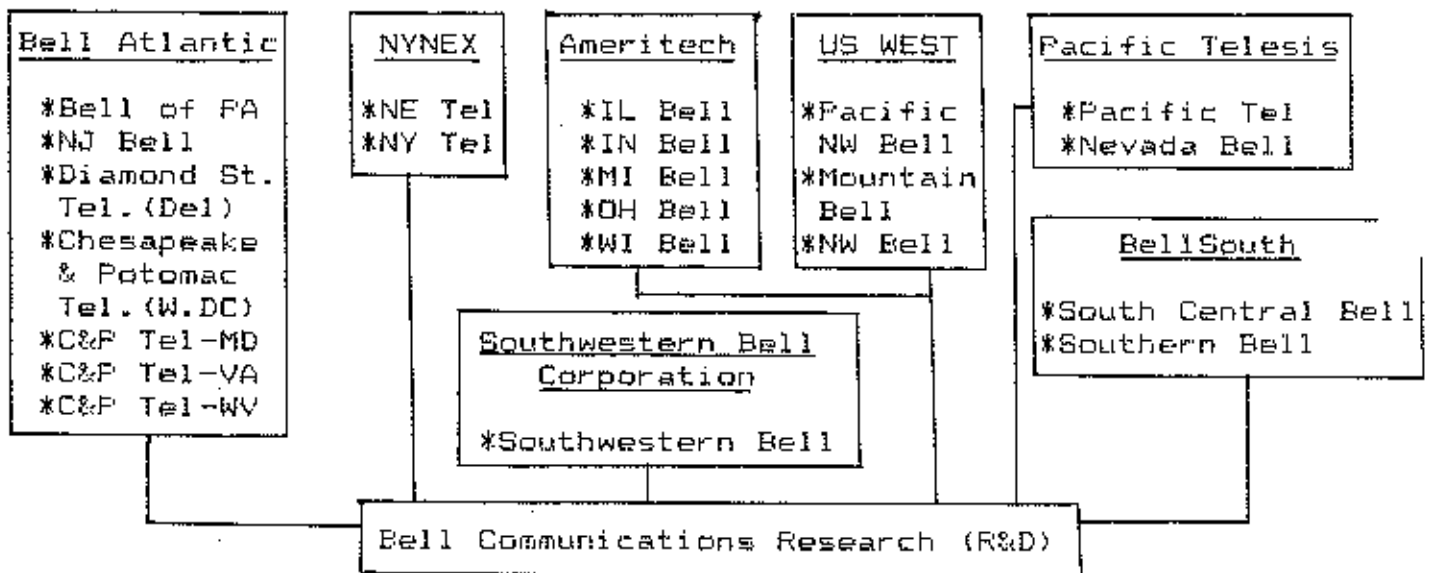 Bell Atlantic
*Bell of PA
*NJ Bell
*Diamond St.
Tel.(Del)
*Chesapeake
& Potomac
Tel.(W.DC)
*C&P Tel-MD
*C&P Tel-VA
*C&P Tel-WV
NYNEX
*NE Tel
*NY Tel
Ameritech
*IL Bell
*IN Bell
*MI Bell
*OH Bell
*WI Bell
US WEST
*Pacific
NW Bell
*Mountain
Bell
*NW Bell
Pacific Telesis
*Pacific Tel
*Nevada Bell
BellSouth
*South Central Bell
*Southern Bell
Southwestern Bell
Corporation
*Southwestern Bell
Bell Communications Research (R&D)